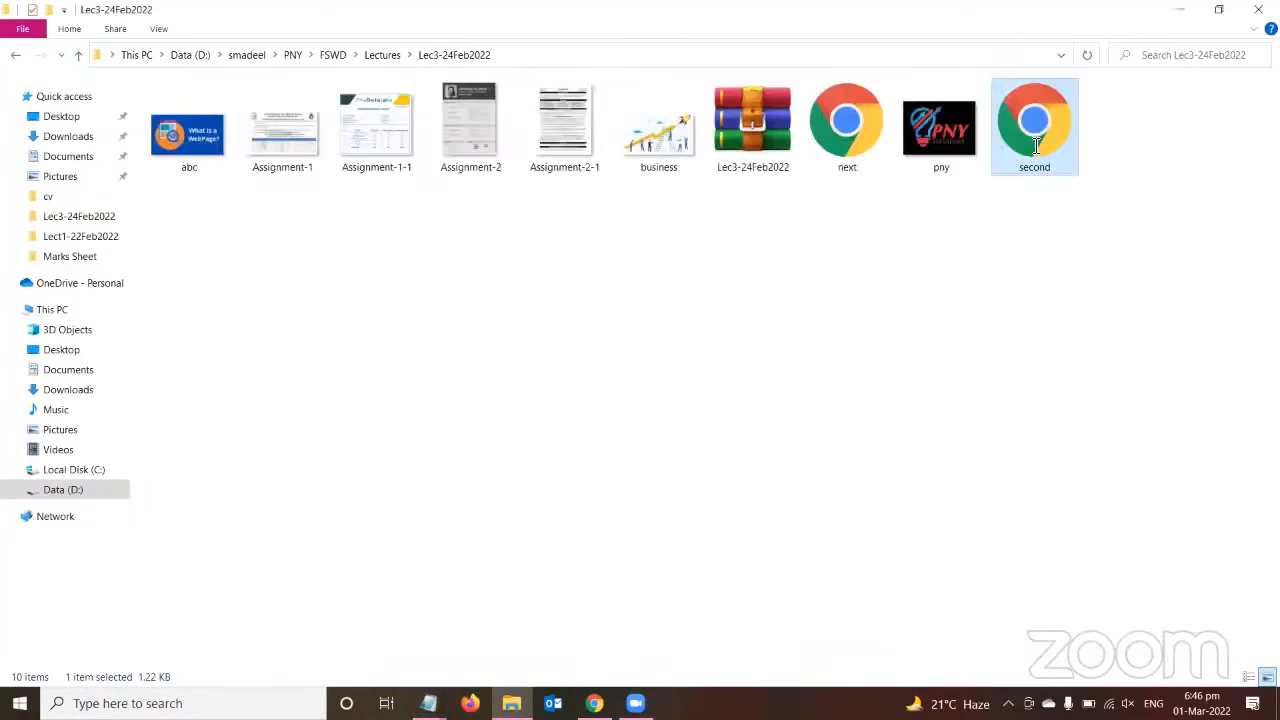 Lec3-24Feb2022
File Home Share View
This PC Data (D:) smadeel PNY FSWD Lectures Lec3-24Feb2022
Search Lec3-24Feb2022
Quick access
Desktop
Downloads
Documents
Pictures
cv
Lec3-24Feb2022
Lect1-22Feb2022
Marks Sheet
OneDrive - Personal
This PC
3D Objects
Desktop
Documents
Downloads
Music
Pictures
Videos
Local Disk (C:)
Data (D:)
Network
What is a
WebPage?
PNY
abc Assignment-1 Assignment-1-1 Assignment-2 Assignment-2-1 business Lec3-24Feb2022 next pny second
zoom
10 items 1 item selected 1.22 KB
Type here to search
21°C Haze
ENG
6:46 pm
01-Mar-2022